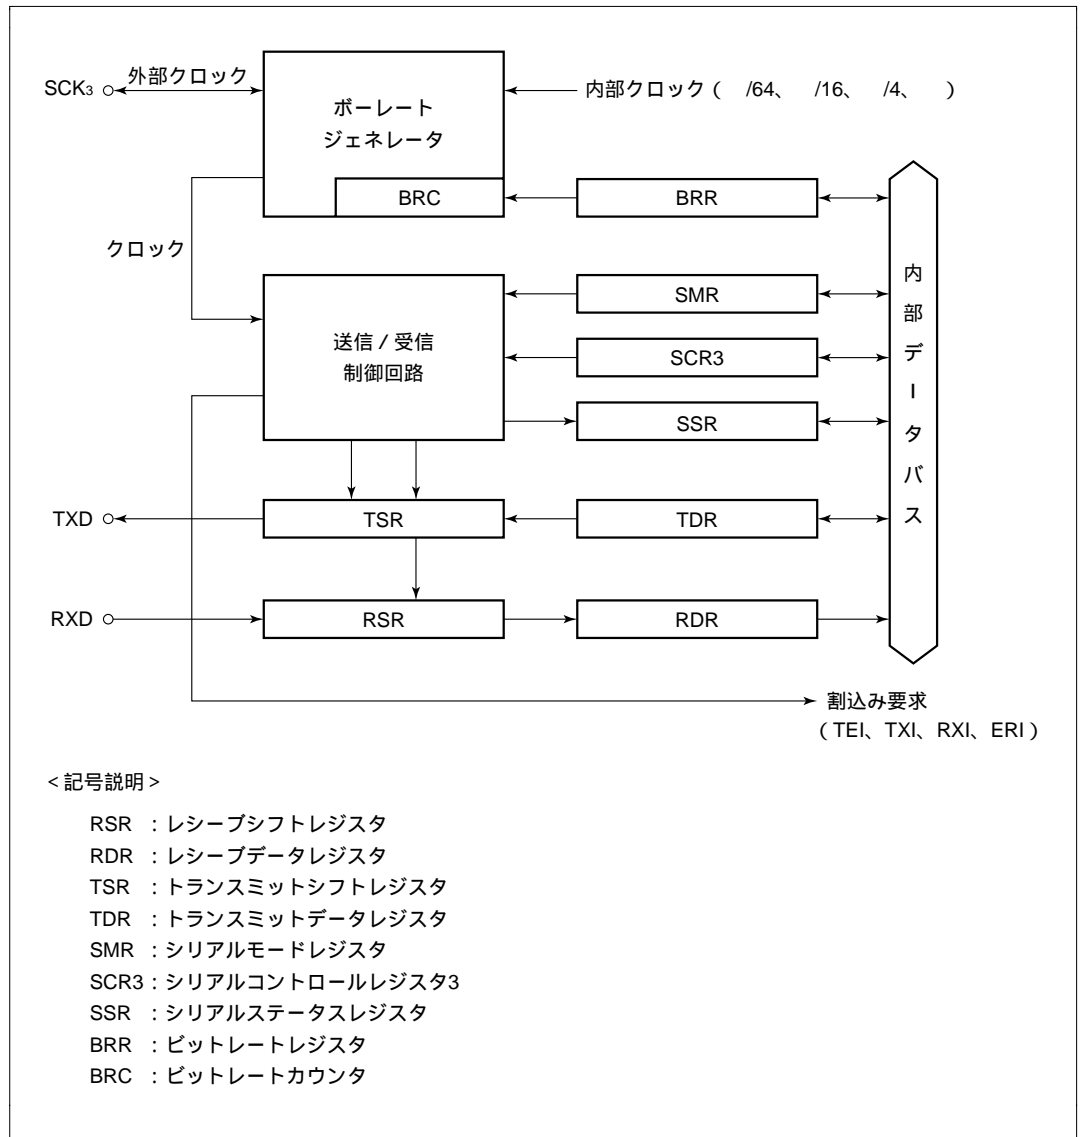 SCK3
外部クロック
ボーレート
ジェネレータ
内部クロック (  /64、  /16、  /4、  )
BRC
BRR
クロック
送信 / 受信
制御回路
SMR
SCR3
SSR
内部データバス
TXD
TSR
TDR
RXD
RSR
RDR
割込み要求
( TEI、TXI、RXI、ERI )
<記号説明>
RSR :レシーブシフトレジスタ
RDR :レシーブデータレジスタ
TSR :トランスミットシフトレジスタ
TDR :トランスミットデータレジスタ
SMR :シリアルモードレジスタ
SCR3:シリアルコントロールレジスタ3
SSR :シリアルステータスレジスタ
BRR :ビットレートレジスタ
BRC :ビットレートカウンタ